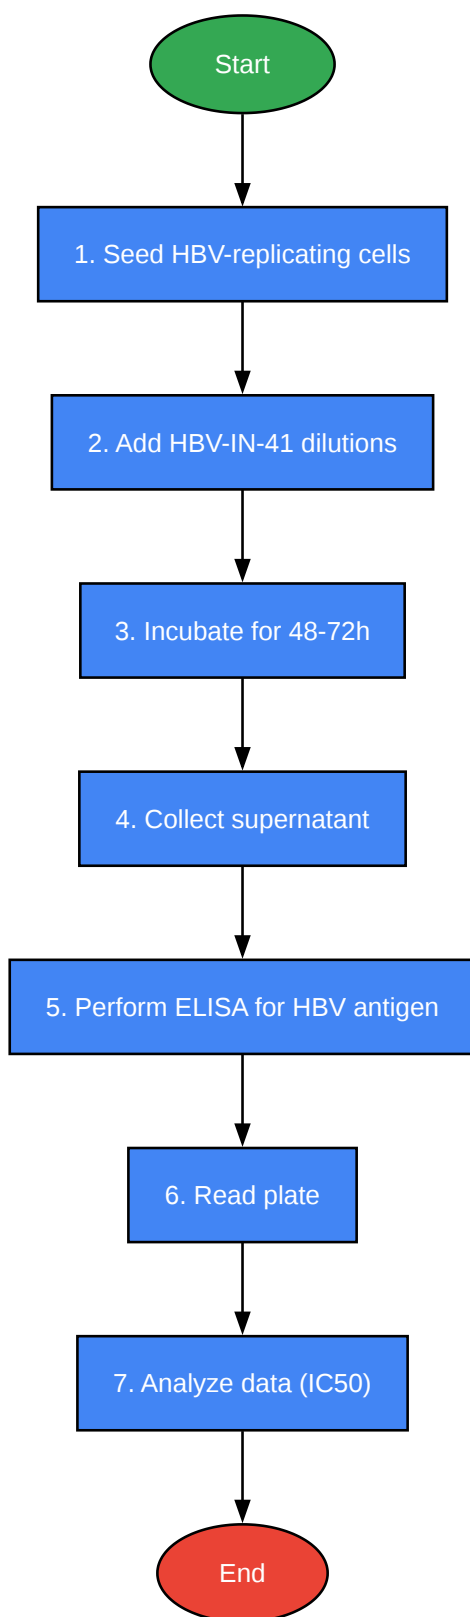 Start
1. Seed HBV-replicating cells
2. Add HBV-IN-41 dilutions
3. Incubate for 48-72h
4. Collect supernatant
5. Perform ELISA for HBV antigen
6. Read plate
7. Analyze data (IC50)
End